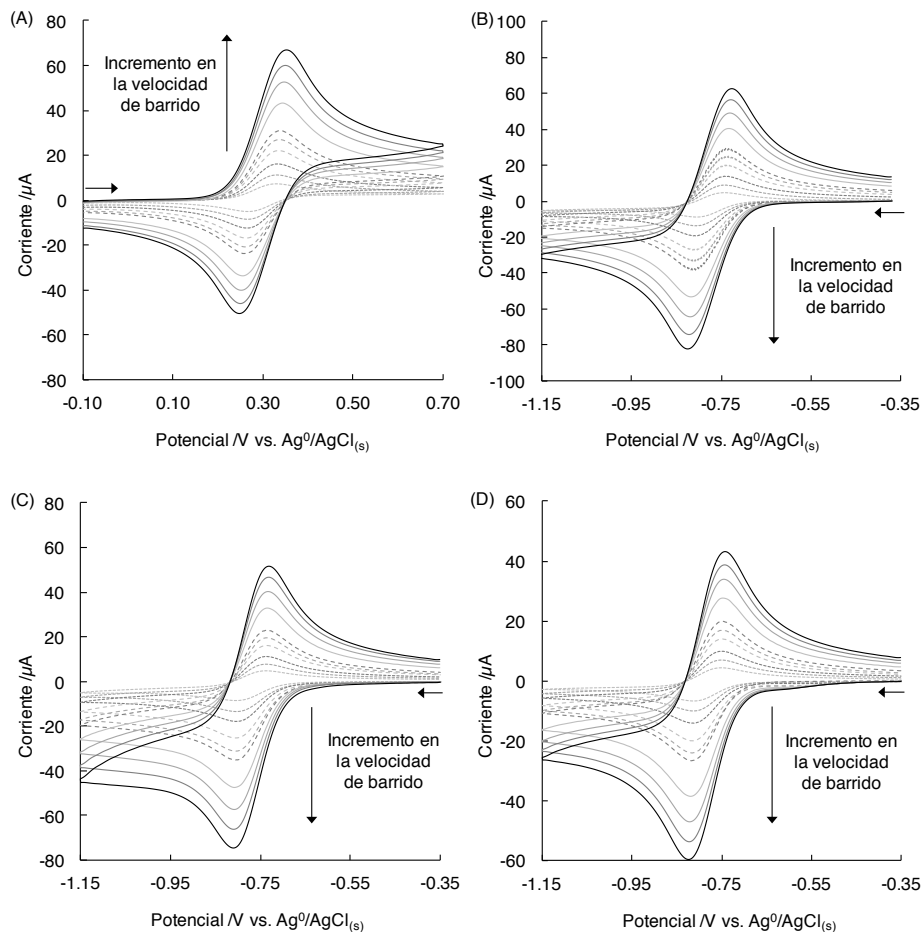 (A)
80
60
40
20
0
-20
-40
-60
-80
-0.10
0.10
0.30
0.50
0.70
Corriente /µA
Potencial /V vs. Ag⁰/AgCl₍ₛ₎
Incremento en
la velocidad
de barrido
(B)
100
80
60
40
20
0
-20
-40
-60
-80
-100
-1.15
-0.95
-0.75
-0.55
-0.35
Corriente /µA
Potencial /V vs. Ag⁰/AgCl₍ₛ₎
Incremento en
la velocidad
de barrido
(C)
80
60
40
20
0
-20
-40
-60
-80
-1.15
-0.95
-0.75
-0.55
-0.35
Corriente /µA
Potencial /V vs. Ag⁰/AgCl₍ₛ₎
Incremento en
la velocidad
de barrido
(D)
60
40
20
0
-20
-40
-60
-1.15
-0.95
-0.75
-0.55
-0.35
Corriente /µA
Potencial /V vs. Ag⁰/AgCl₍ₛ₎
Incremento en
la velocidad
de barrido